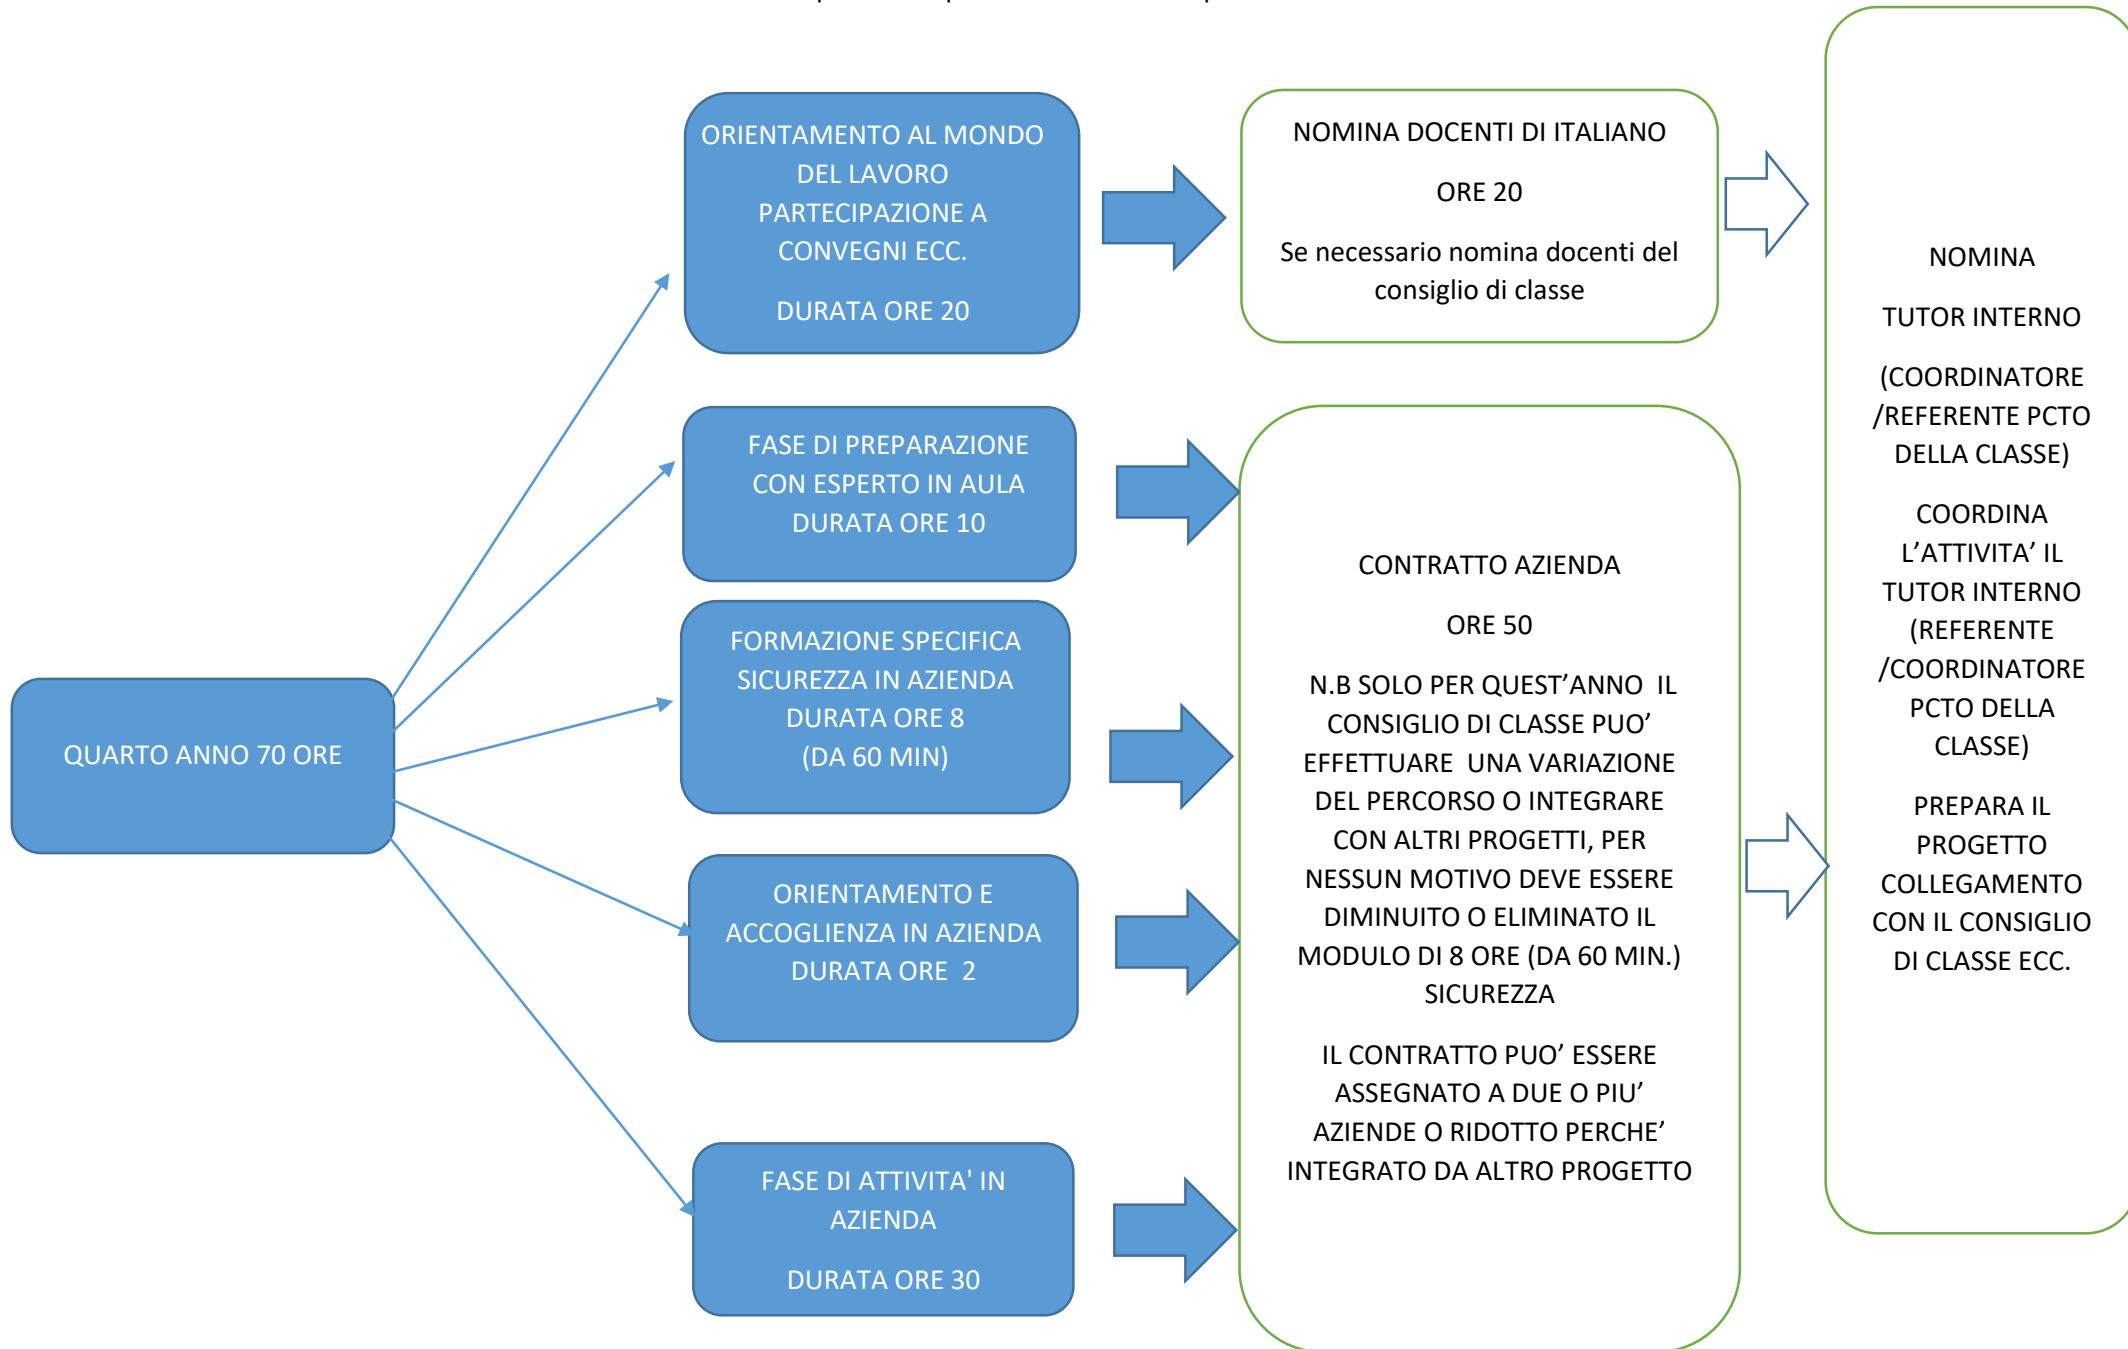 ORIENTAMENTO AL MONDO
DEL LAVORO
PARTECIPAZIONE A
CONVEGNI ECC.
DURATA ORE 20
NOMINA DOCENTI DI ITALIANO
ORE 20
Se necessario nomina docenti del
consiglio di classe
FASE DI PREPARAZIONE
CON ESPERTO IN AULA
DURATA ORE 10
FORMAZIONE SPECIFICA
SICUREZZA IN AZIENDA
DURATA ORE 8
(DA 60 MIN)
QUARTO ANNO 70 ORE
ORIENTAMENTO E
ACCOGLIENZA IN AZIENDA
DURATA ORE 2
FASE DI ATTIVITA' IN
AZIENDA
DURATA ORE 30
CONTRATTO AZIENDA
ORE 50
N.B SOLO PER QUEST’ANNO IL
CONSIGLIO DI CLASSE PUO’
EFFETTUARE UNA VARIAZIONE
DEL PERCORSO O INTEGRARE
CON ALTRI PROGETTI, PER
NESSUN MOTIVO DEVE ESSERE
DIMINUITO O ELIMINATO IL
MODULO DI 8 ORE (DA 60 MIN.)
SICUREZZA
IL CONTRATTO PUO’ ESSERE
ASSEGNATO A DUE O PIU’
AZIENDE O RIDOTTO PERCHE’
INTEGRATO DA ALTRO PROGETTO
NOMINA
TUTOR INTERNO
(COORDINATORE
/REFERENTE PCTO
DELLA CLASSE)
COORDINA
L’ATTIVITA’ IL
TUTOR INTERNO
(REFERENTE
/COORDINATORE
PCTO DELLA
CLASSE)
PREPARA IL
PROGETTO
COLLEGAMENTO
CON IL CONSIGLIO
DI CLASSE ECC.